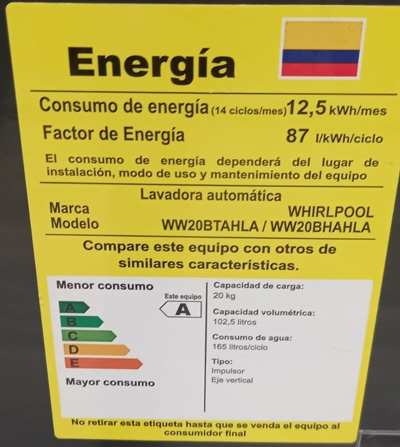 Energía
Consumo de energía (14 ciclos/mes) 12,5 kWh/mes
Factor de Energía 87 l/kWh/ciclo
El consumo de energía dependerá del lugar de
instalación, modo de uso y mantenimiento del equipo
Lavadora automática
Marca WHIRLPOOL
Modelo WW20BTAHLA / WW20BHAHLA
Compare este equipo con otros de
similares características.
Menor consumo
Este equipo
A
A
B
C
D
E
Mayor consumo
Capacidad de carga:
20 kg
Capacidad volumétrica:
102,5 litros
Consumo de agua:
165 litros/ciclo
Tipo:
Impulsor
Eje vertical
No retirar esta etiqueta hasta que se venda el equipo al
consumidor final